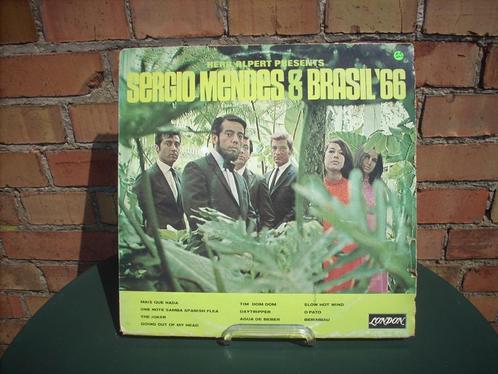 HERB ALPERT PRESENTS
SERGIO MENDES & BRASIL '66
MAIS QUE NADA
ONE NOTE SAMBA SPANISH FLEA
THE JOKER
GOING OUT OF MY HEAD
TIM DOM DOM
DAYTRIPPER
AGUA DE BEBER
SLOW HOT WIND
O PATO
BERIMBOU
LONDON